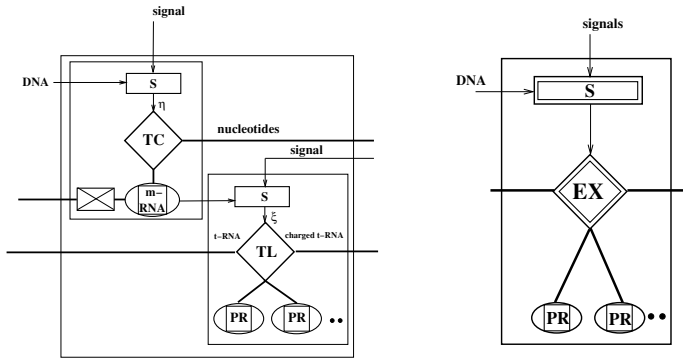 signal
DNA
S
η
TC
nucleotides
signal
m-
RNA
S
ξ
t-RNA
TL
charged t-RNA
PR
PR
signals
DNA
S
EX
PR
PR